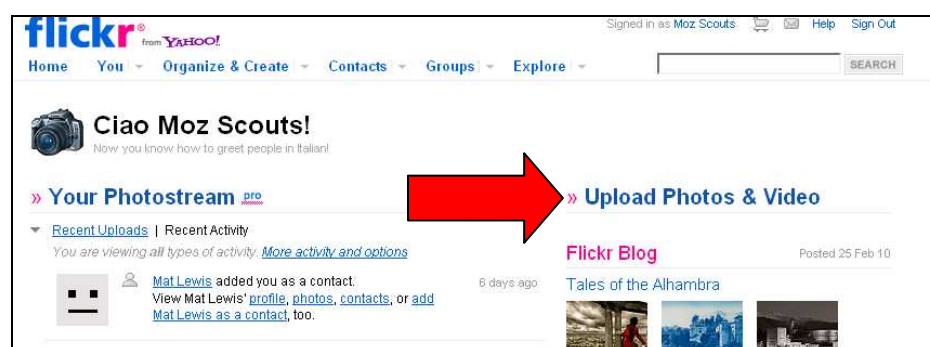 flickr® from YAHOO!
Signed in as Moz Scouts Help Sign Out
Home You Organize & Create Contacts Groups Explore SEARCH
Ciao Moz Scouts!
Now you know how to greet people in Italian!
» Your Photostream pro
» Upload Photos & Video
Recent Uploads | Recent Activity
You are viewing all types of activity. More activity and options
Mat Lewis added you as a contact. 6 days ago
View Mat Lewis' profile, photos, contacts, or add
Mat Lewis as a contact, too.
Flickr Blog Posted 25 Feb 10
Tales of the Alhambra